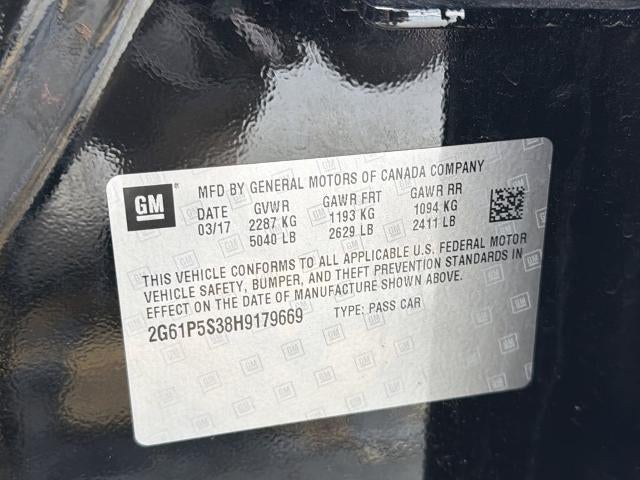 GM
MFD BY GENERAL MOTORS OF CANADA COMPANY
DATE GVWR GAWR FRT GAWR RR
03/17 2287 KG 1193 KG 1094 KG
5040 LB 2629 LB 2411 LB
THIS VEHICLE CONFORMS TO ALL APPLICABLE U.S. FEDERAL MOTOR
VEHICLE SAFETY, BUMPER, AND THEFT PREVENTION STANDARDS IN
EFFECT ON THE DATE OF MANUFACTURE SHOWN ABOVE.
2G61P5S38H9179669 TYPE: PASS CAR